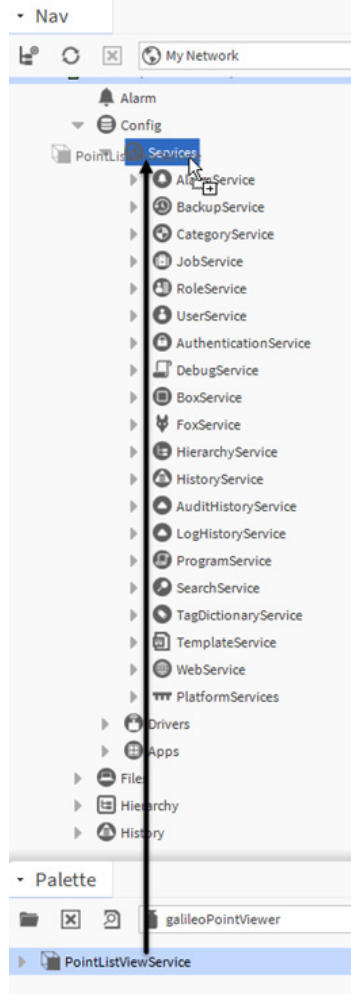 Nav
My Network
Alarm
Config
PointList
Services
AlarmService
BackupService
CategoryService
JobService
RoleService
UserService
AuthenticationService
DebugService
BoxService
FoxService
HierarchyService
HistoryService
AuditHistoryService
LogHistoryService
ProgramService
SearchService
TagDictionaryService
TemplateService
WebService
PlatformServices
Drivers
Apps
Files
Hierarchy
History
Palette
galileoPointViewer
PointListViewService